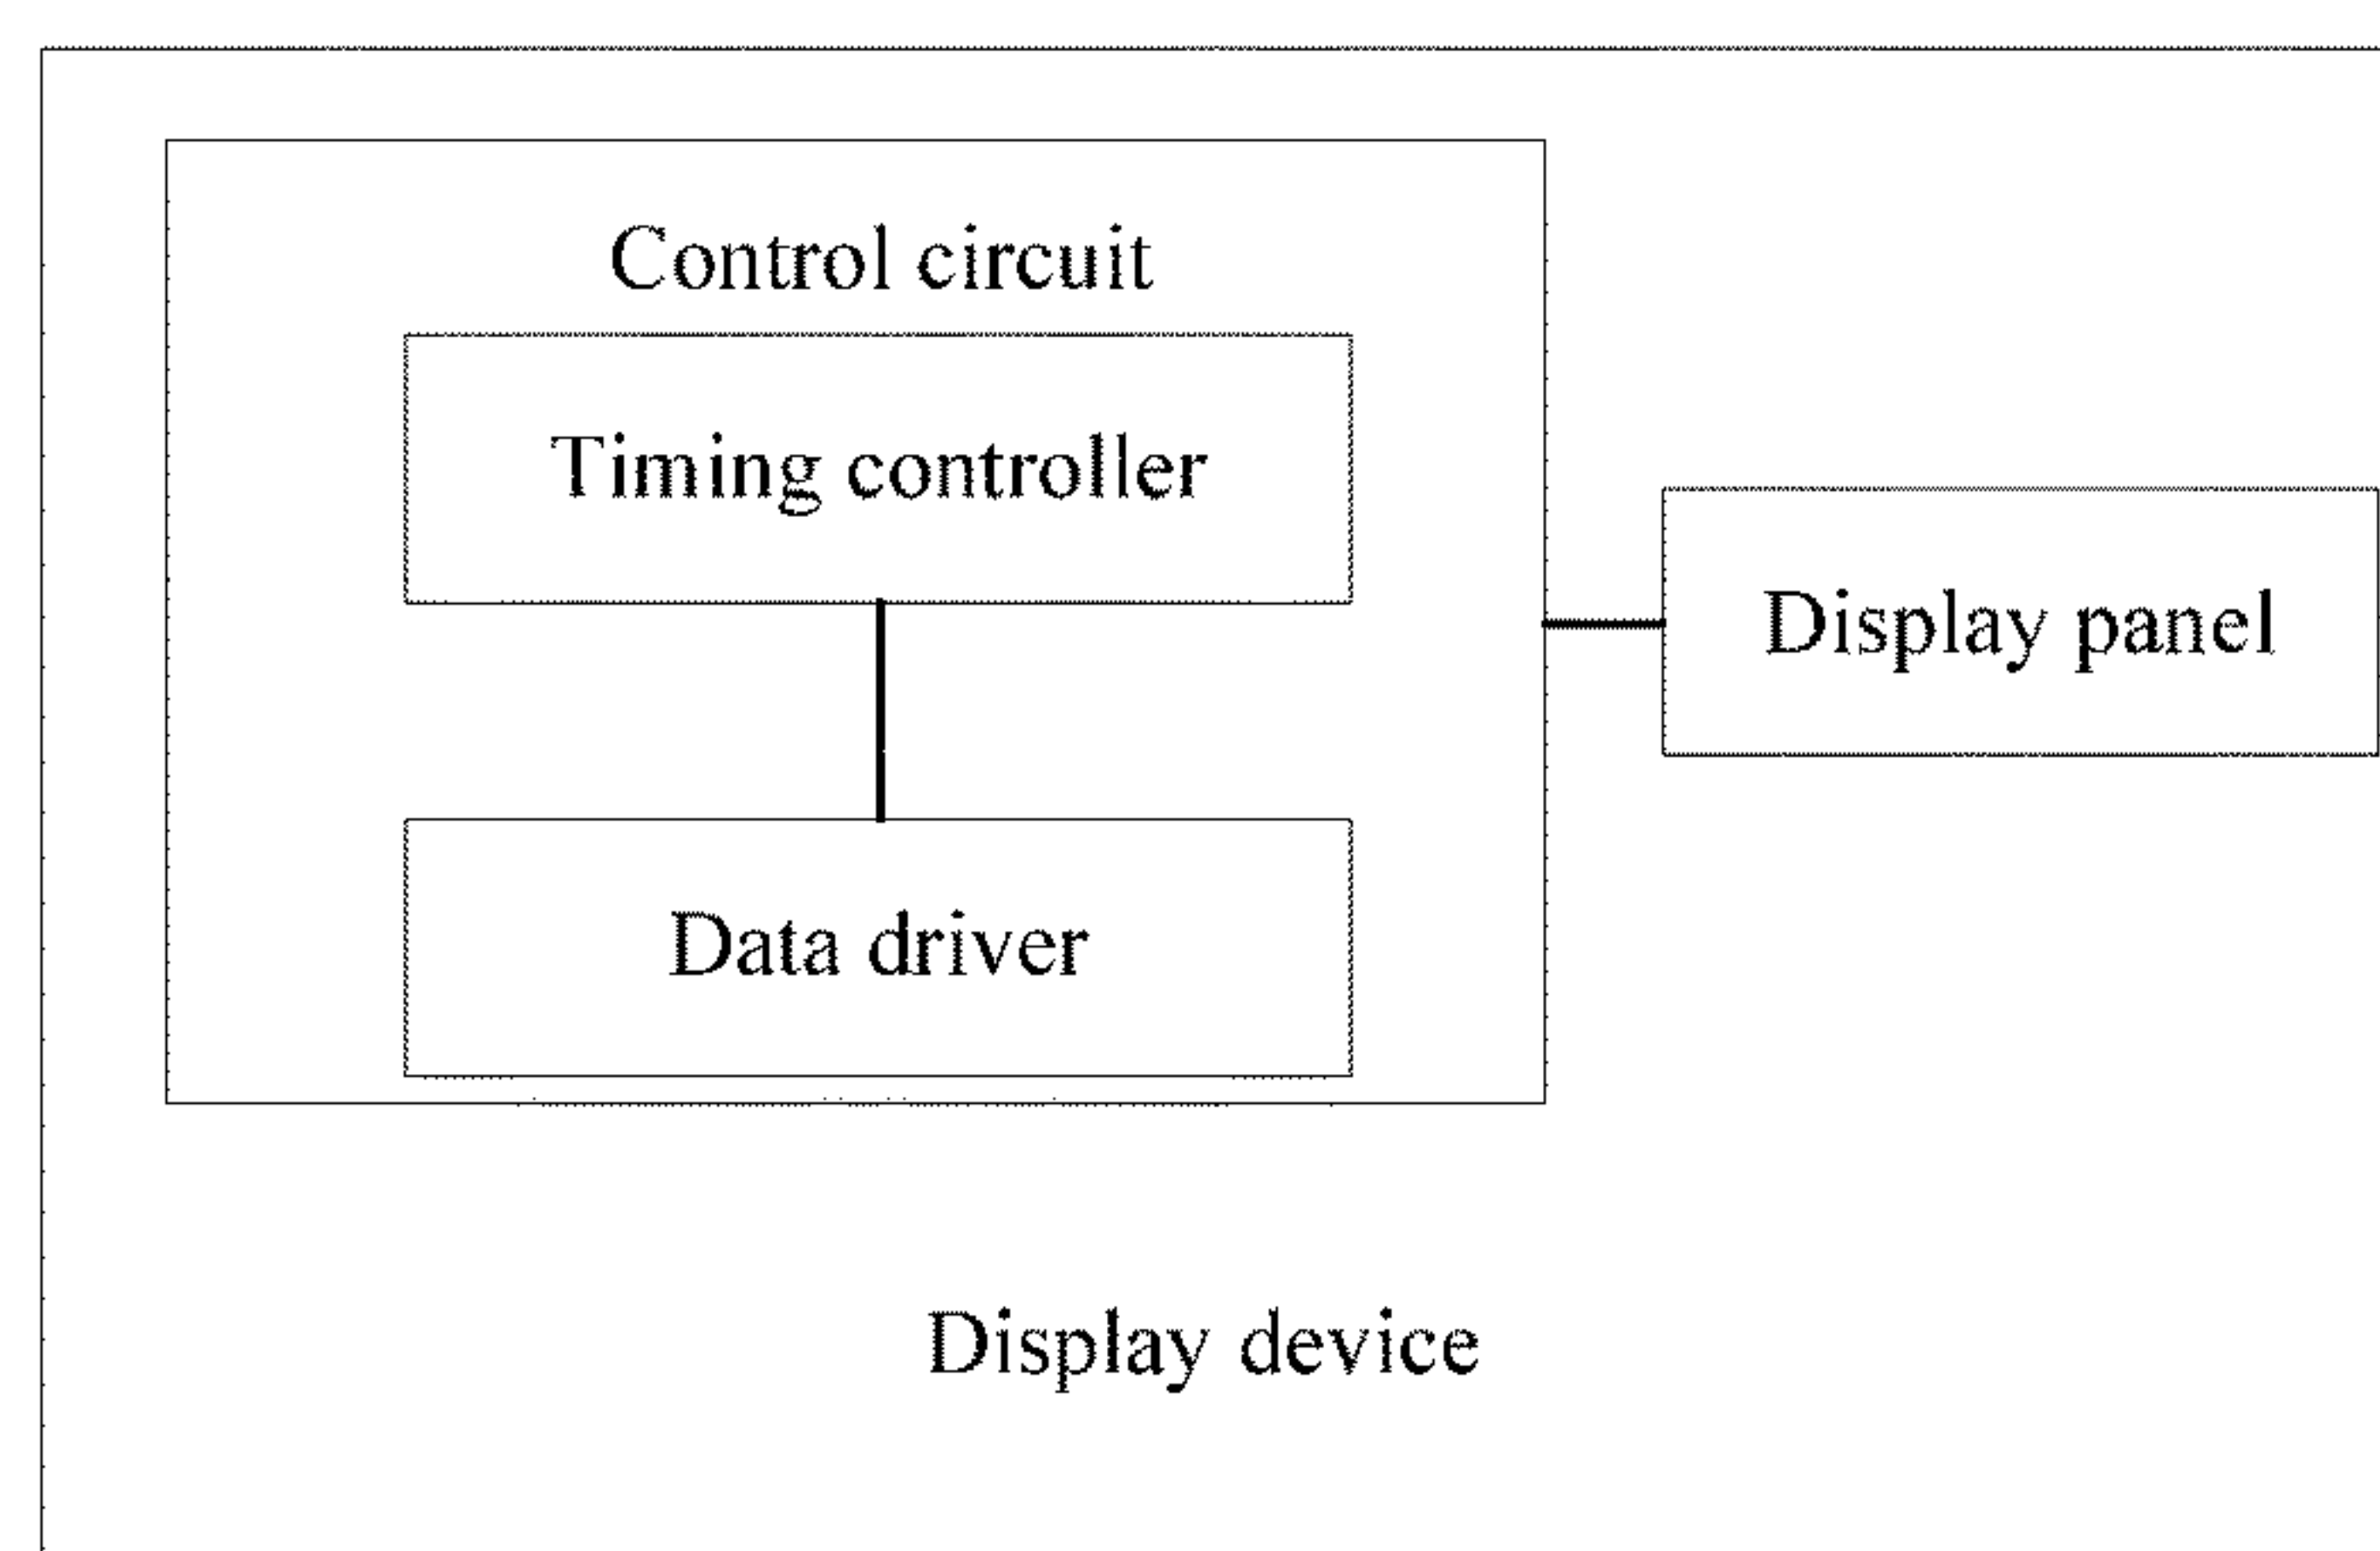 Control circuit
Timing controller
Display panel
Data driver
Display device